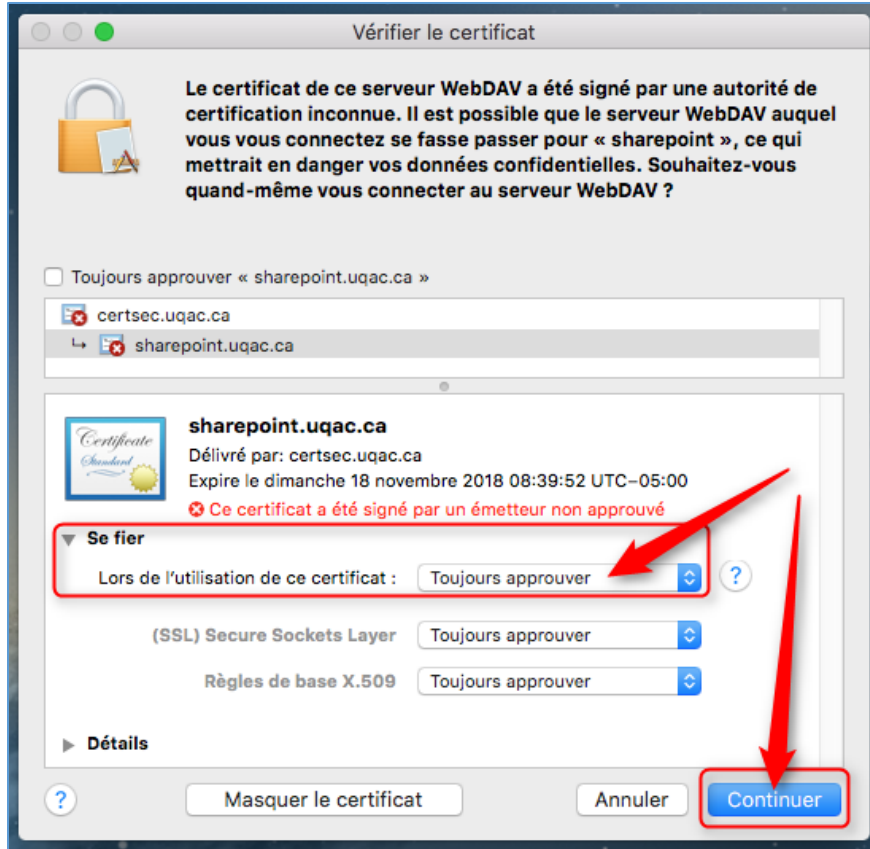 Vérifier le certificat
Le certificat de ce serveur WebDAV a été signé par une autorité de
certification inconnue. Il est possible que le serveur WebDAV auquel
vous vous connectez se fasse passer pour « sharepoint », ce qui
mettrait en danger vos données confidentielles. Souhaitez-vous
quand-même vous connecter au serveur WebDAV ?
Toujours approuver « sharepoint.uqac.ca »
certsec.uqac.ca
sharepoint.uqac.ca
Certificate
Standard
sharepoint.uqac.ca
Délivré par: certsec.uqac.ca
Expire le dimanche 18 novembre 2018 08:39:52 UTC−05:00
Ce certificat a été signé par un émetteur non approuvé
Se fier
Lors de l'utilisation de ce certificat : Toujours approuver ?
(SSL) Secure Sockets Layer Toujours approuver
Règles de base X.509 Toujours approuver
Détails
? Masquer le certificat Annuler Continuer